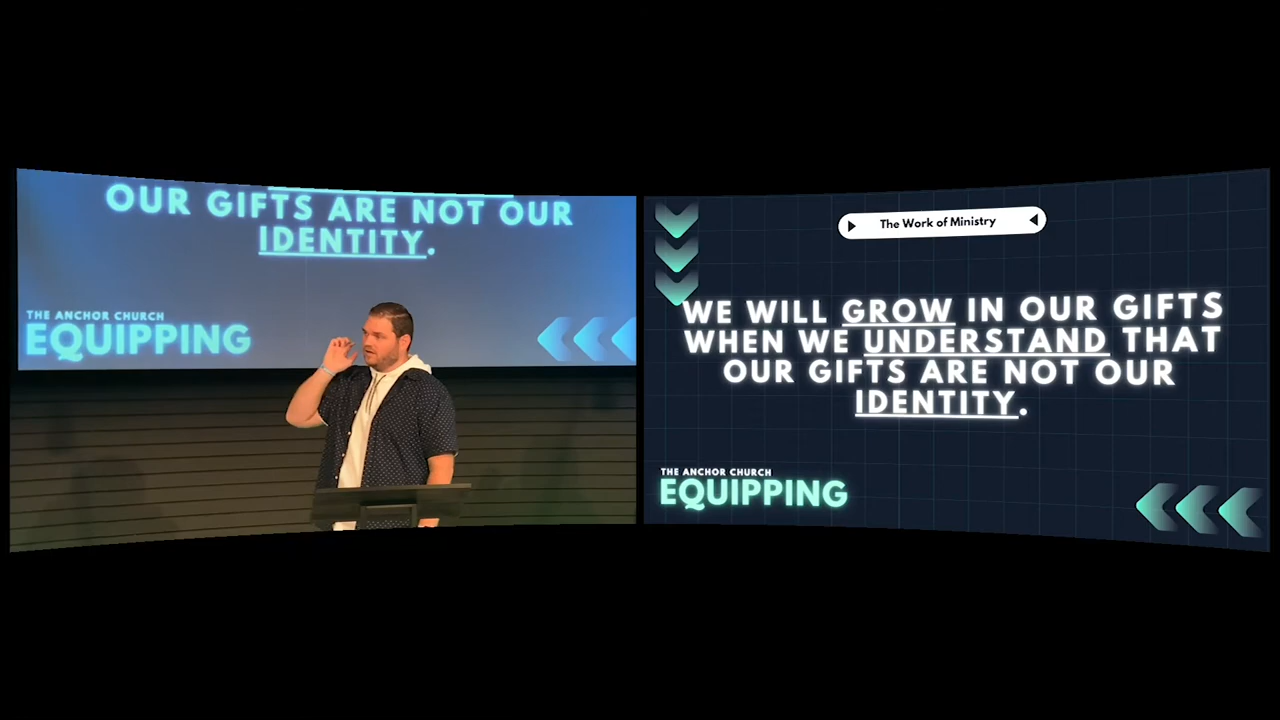 OUR GIFTS ARE NOT OUR
IDENTITY.
THE ANCHOR CHURCH
EQUIPPING
The Work of Ministry
WE WILL GROW IN OUR GIFTS
WHEN WE UNDERSTAND THAT
OUR GIFTS ARE NOT OUR
IDENTITY.
THE ANCHOR CHURCH
EQUIPPING